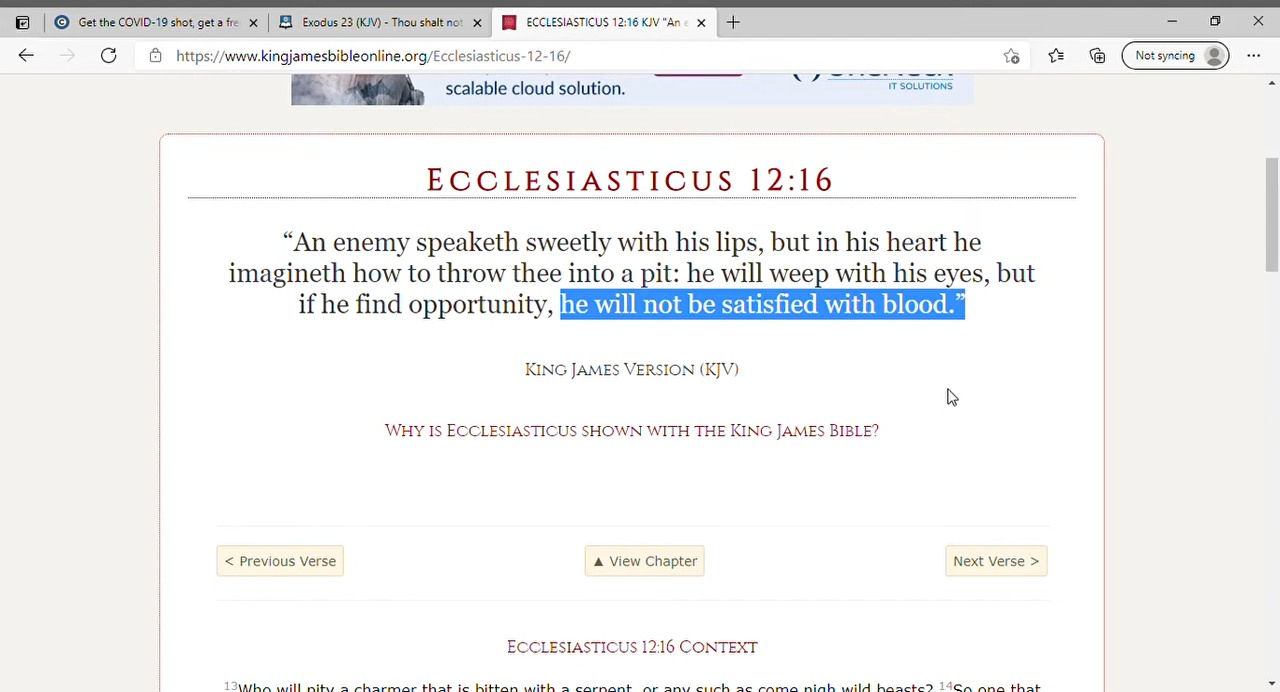 Get the COVID-19 shot, get a fre
Exodus 23 (KJV) - Thou shalt not
ECCLESIASTICUS 12:16 KJV "An e
https://www.kingjamesbibleonline.org/Ecclesiasticus-12-16/
Not syncing
scalable cloud solution.
IT SOLUTIONS
Ecclesiasticus 12:16
“An enemy speaketh sweetly with his lips, but in his heart he
imagineth how to throw thee into a pit: he will weep with his eyes, but
if he find opportunity, he will not be satisfied with blood.”
King James Version (KJV)
Why is Ecclesiasticus shown with the King James Bible?
< Previous Verse
▲ View Chapter
Next Verse >
Ecclesiasticus 12:16 Context
13Who will pity a charmer that is bitten with a serpent, or any such as come nigh wild beasts? 14So one that